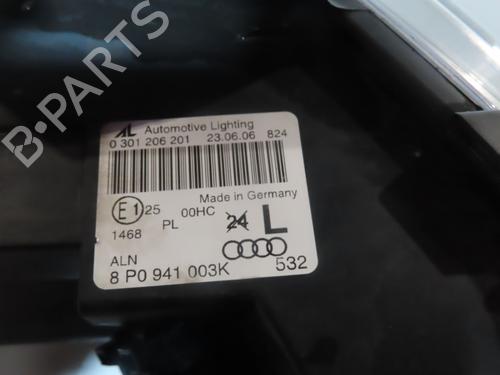 AL Automotive Lighting
0 301 206 201 23.06.06 824
Made in Germany
E1 25 00HC 24 L
1468 PL
ALN
8 P0 941 003K 532
B-PARTS